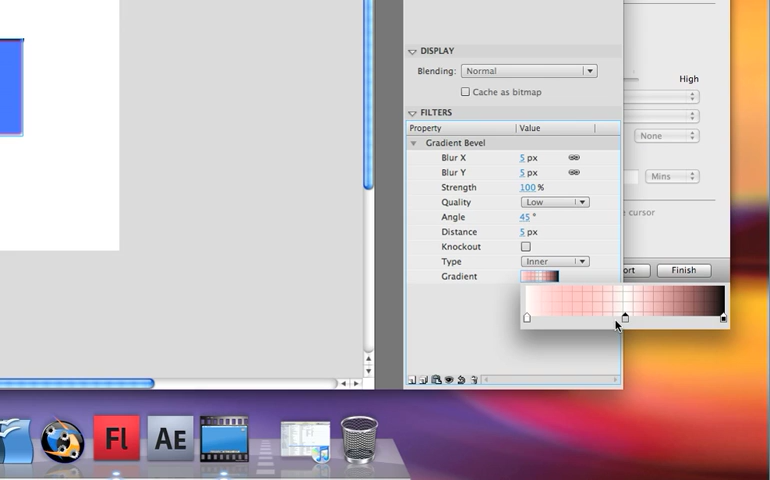 DISPLAY
Blending: Normal
Cache as bitmap
High
FILTERS
Property Value
None
Gradient Bevel
Blur X 5 px
Blur Y 5 px
Mins
Strength 100 %
Quality Low
Angle 45 °
e cursor
Distance 5 px
Knockout
Type Inner
ort Finish
Gradient
Fl AE